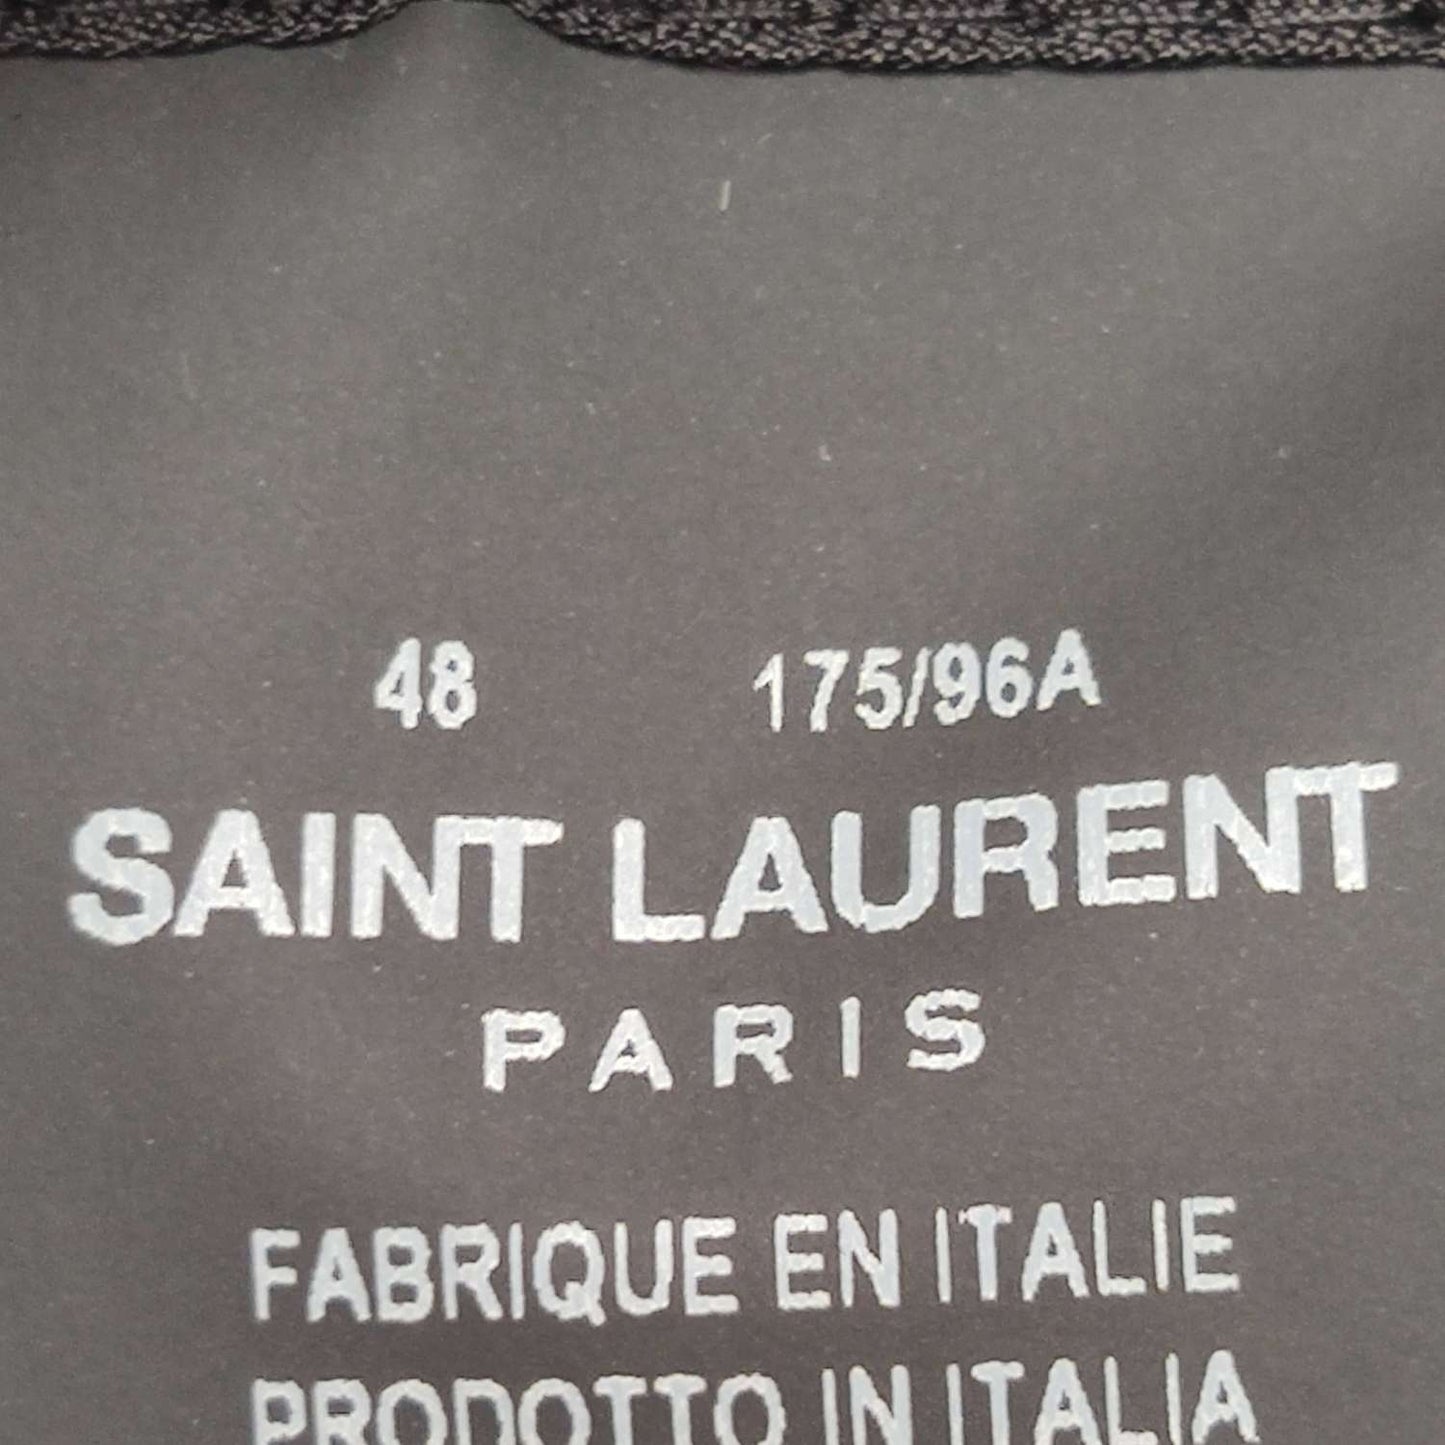 48 175/96A
SAINT LAURENT
PARIS
FABRIQUE EN ITALIE
PRODOTTO IN ITALIA